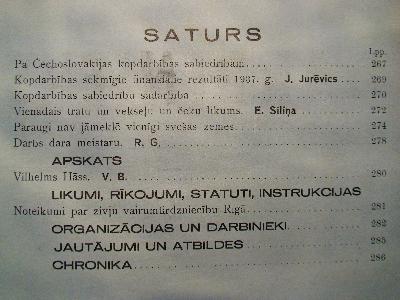 SATURS
Lpp.
Pa Čechoslovakijas kopdarbības sabiedrībām 267
Kopdarbības sekmīgie finansiālie rezultāti 1937. g. J. Jurēvics 269
Kopdarbības sabiedrību sadarbība 270
Vienādais tratu un vekseļu un čeku likums. E. Siliņa 272
Paraugi nav jāmeklē vienīgi svešās zemēs 274
Darbs dara meistaru. R. G. 278
APSKATS
Vilhelms Hāss. V. B. 280
LIKUMI, RĪKOJUMI, STATUTI, INSTRUKCIJAS
Noteikumi par zivju vairumtirdzniecību Rīgā 281
ORGANIZĀCIJAS UN DARBINIEKI 282
JAUTĀJUMI UN ATBILDES 285
CHRONIKA 286